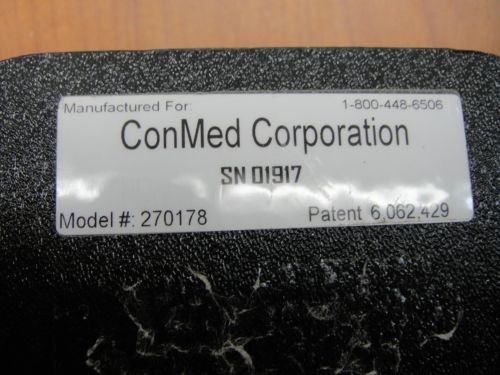 Manufactured For: 1-800-448-6506
ConMed Corporation
SN 01917
Model #: 270178 Patent 6,062,429